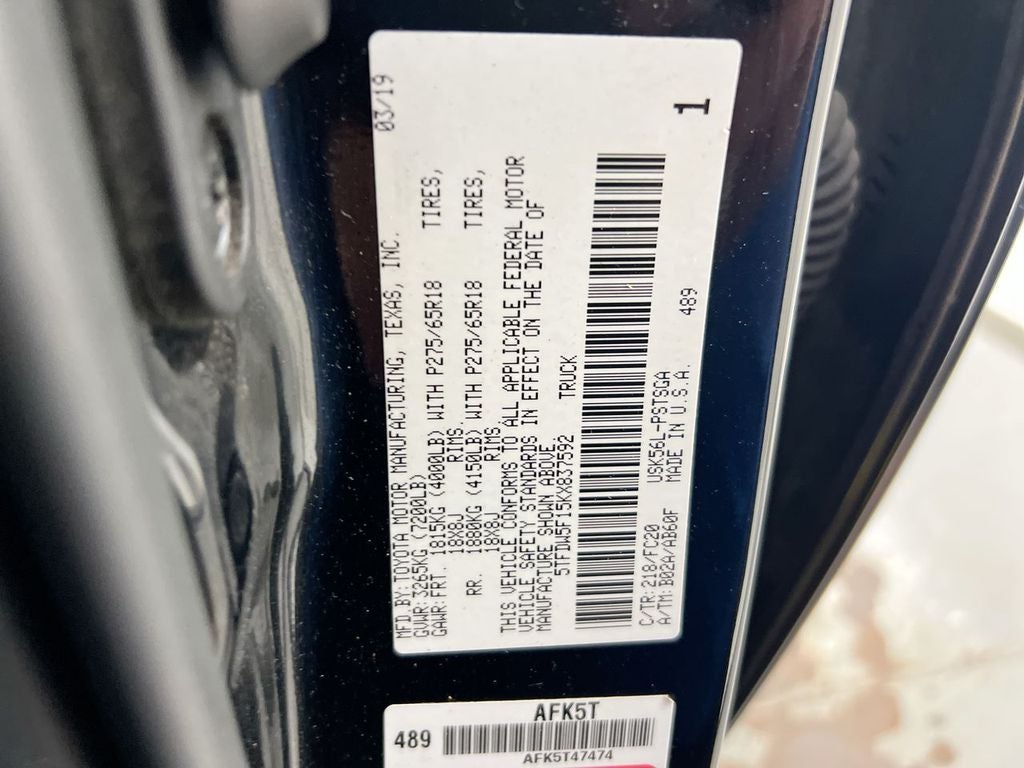 MFD.BY:TOYOTA MOTOR MANUFACTURING, TEXAS, INC. 03/19
GVWR:3265KG (7200LB)
GAWR:FRT. 1815KG (4000LB) WITH P275/65R18 TIRES,
18X8J RIMS,
RR. 1880KG (4150LB) WITH P275/65R18 TIRES,
18X8J RIMS
THIS VEHICLE CONFORMS TO ALL APPLICABLE FEDERAL MOTOR
VEHICLE SAFETY STANDARDS IN EFFECT ON THE DATE OF
MANUFACTURE SHOWN ABOVE.
5TFDW5F15KX837592 TRUCK
C/TR:218/FC20 USK56L-PSTSGA 489
A/TM:B02A/AB60F MADE IN U.S.A.
1
AFK5T
489
AFK5T47474